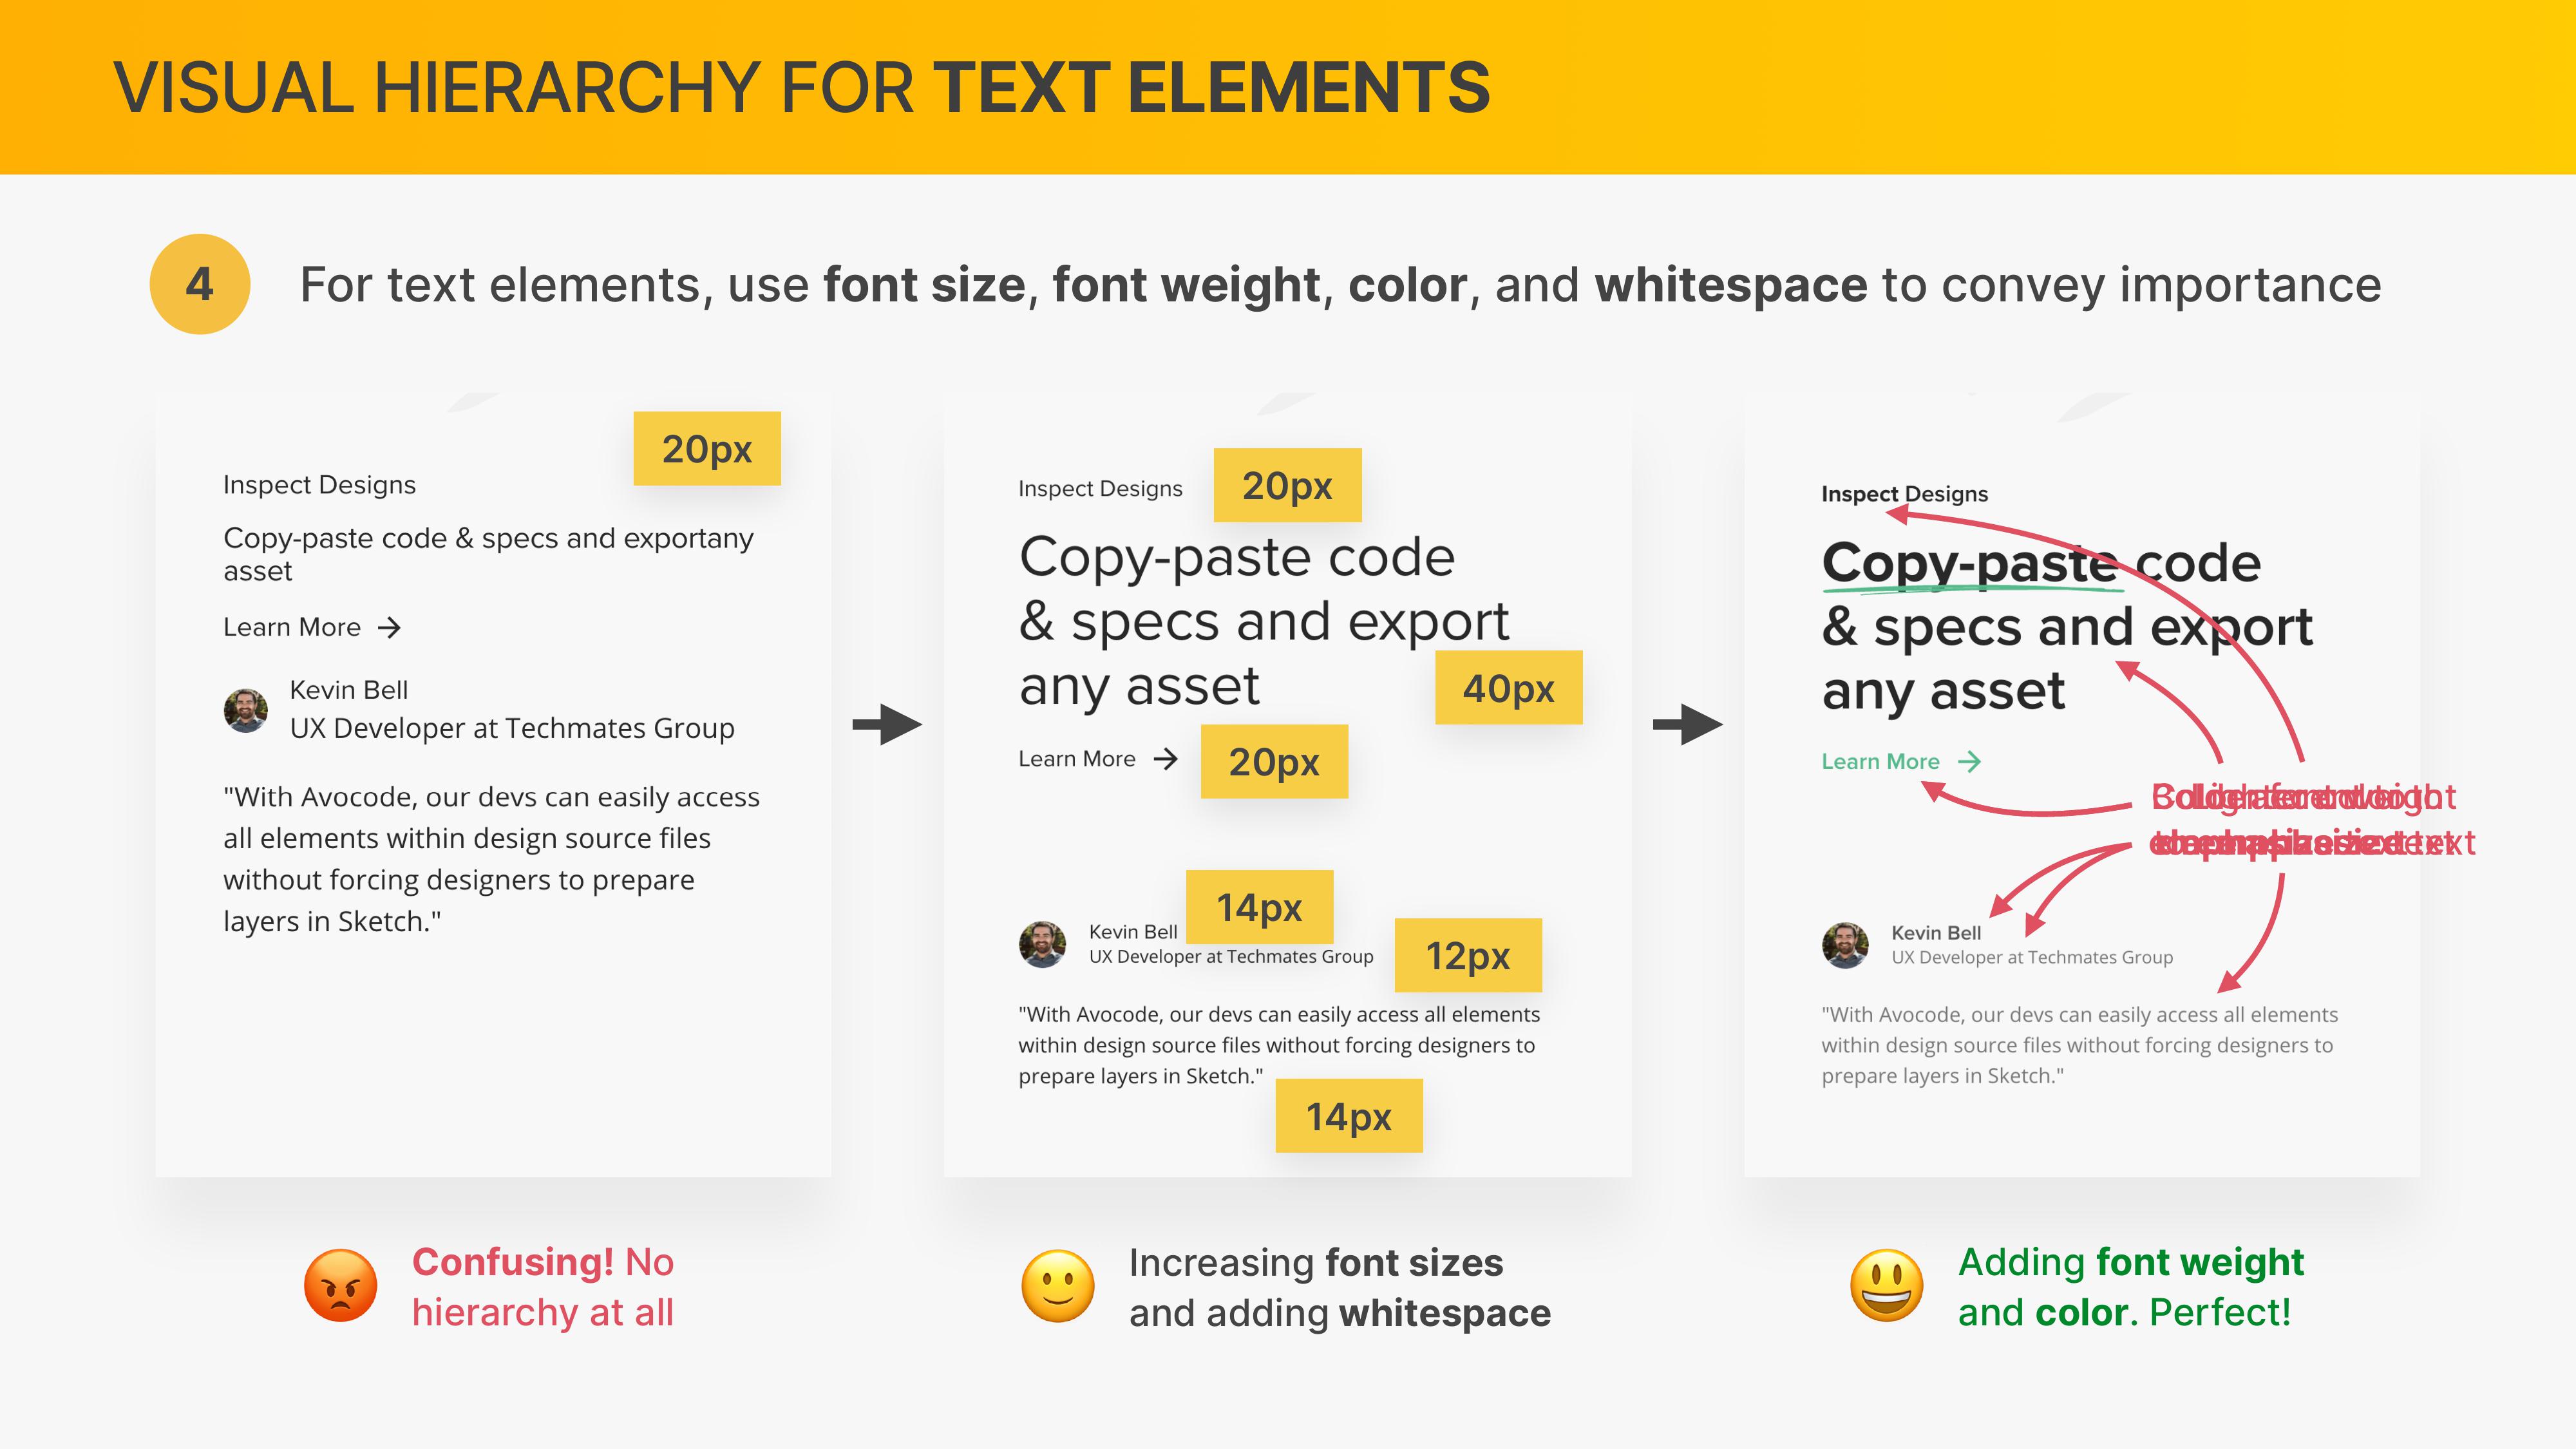 VISUAL HIERARCHY FOR TEXT ELEMENTS
4
For text elements, use font size, font weight, color, and whitespace to convey importance
20px
Inspect Designs
Copy-paste code & specs and exportany
asset
Learn More
Kevin Bell
UX Developer at Techmates Group
"With Avocode, our devs can easily access
all elements within design source files
without forcing designers to prepare
layers in Sketch."
Confusing! No
hierarchy at all
Inspect Designs
20px
Copy-paste code
& specs and export
any asset
40px
Learn More
20px
14px
Kevin Bell
UX Developer at Techmates Group
12px
"With Avocode, our devs can easily access all elements
within design source files without forcing designers to
prepare layers in Sketch."
14px
Increasing font sizes
and adding whitespace
Inspect Designs
Copy-paste code
& specs and export
any asset
Learn More
Kevin Bell
UX Developer at Techmates Group
"With Avocode, our devs can easily access all elements
within design source files without forcing designers to
prepare layers in Sketch."
Adding font weight
and color. Perfect!